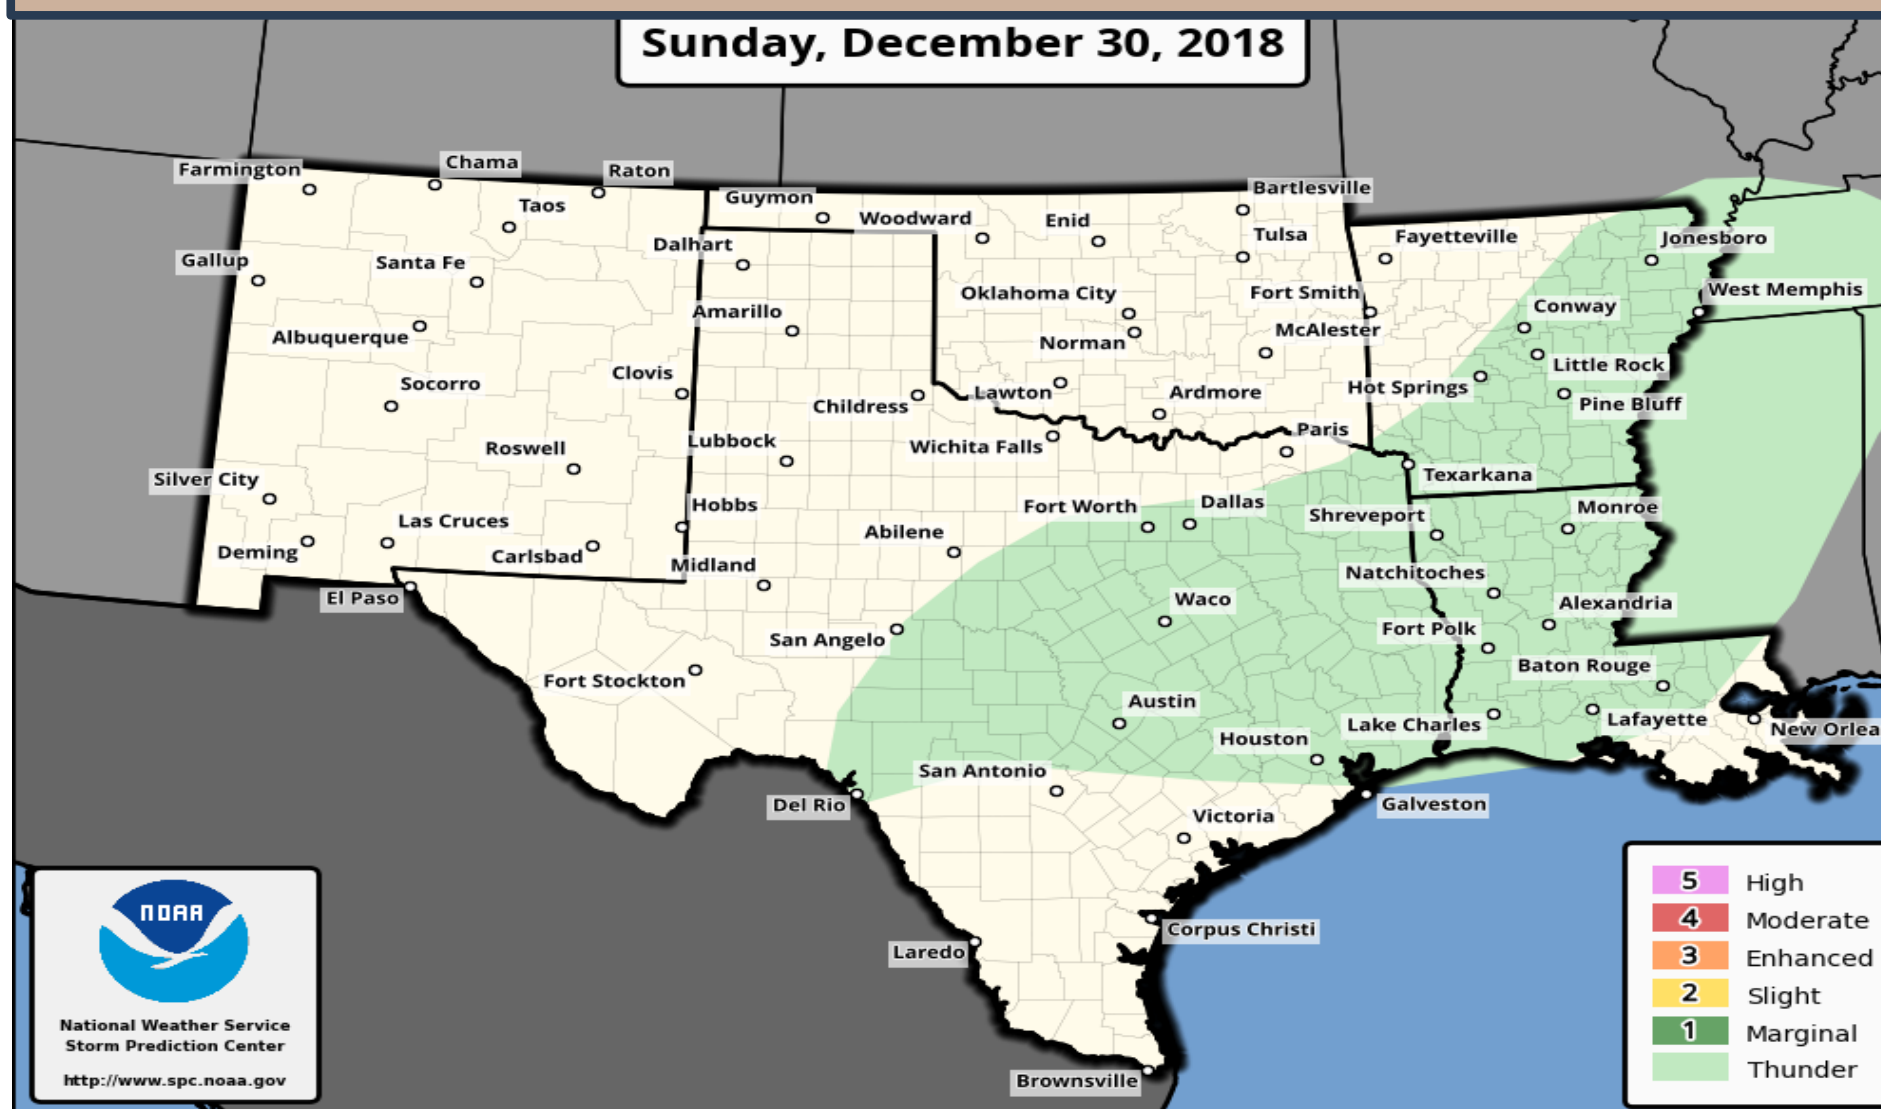 Sunday, December 30, 2018
Farmington
Chama
Raton
Guymon
Bartlesville
Taos
Woodward
Enid
Tulsa
Fayetteville
Jonesboro
Dalhart
Gallup
Santa Fe
Oklahoma City
Fort Smith
West Memphis
Amarillo
Conway
Albuquerque
Norman
McAlester
Little Rock
Clovis
Socorro
Childress
Lawton
Ardmore
Hot Springs
Pine Bluff
Roswell
Lubbock
Wichita Falls
Paris
Texarkana
Silver City
Hobbs
Fort Worth
Dallas
Shreveport
Monroe
Las Cruces
Abilene
Deming
Carlsbad
Midland
Natchitoches
El Paso
Waco
Alexandria
San Angelo
Fort Polk
Fort Stockton
Baton Rouge
Austin
Lake Charles
Lafayette
New Orlea
Houston
San Antonio
Del Rio
Galveston
Victoria
Corpus Christi
Laredo
Brownsville
NOAA
National Weather Service
Storm Prediction Center
http://www.spc.noaa.gov
5 High
4 Moderate
3 Enhanced
2 Slight
1 Marginal
Thunder